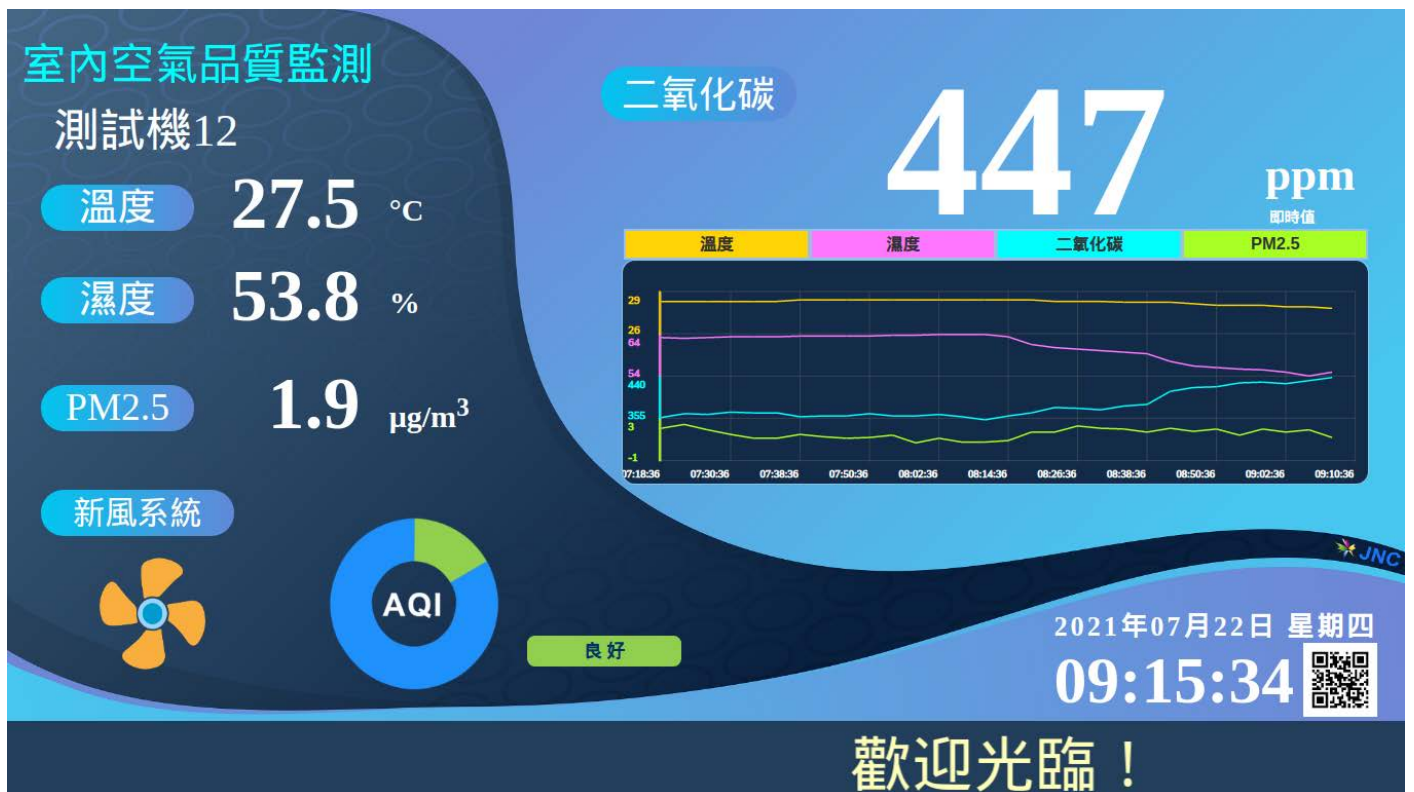 室內空氣品質監測
測試機12
溫度 27.5 °C
濕度 53.8 %
PM2.5 1.9 μg/m³
新風系統
AQI
良好
二氧化碳 447 ppm
即時值
溫度 濕度 二氧化碳 PM2.5
29
26
64
54
440
355
3
-1
07:18:36 07:30:36 07:38:36 07:50:36 08:02:36 08:14:36 08:26:36 08:38:36 08:50:36 09:02:36 09:10:36
JNC
2021年07月22日 星期四
09:15:34
歡迎光臨！